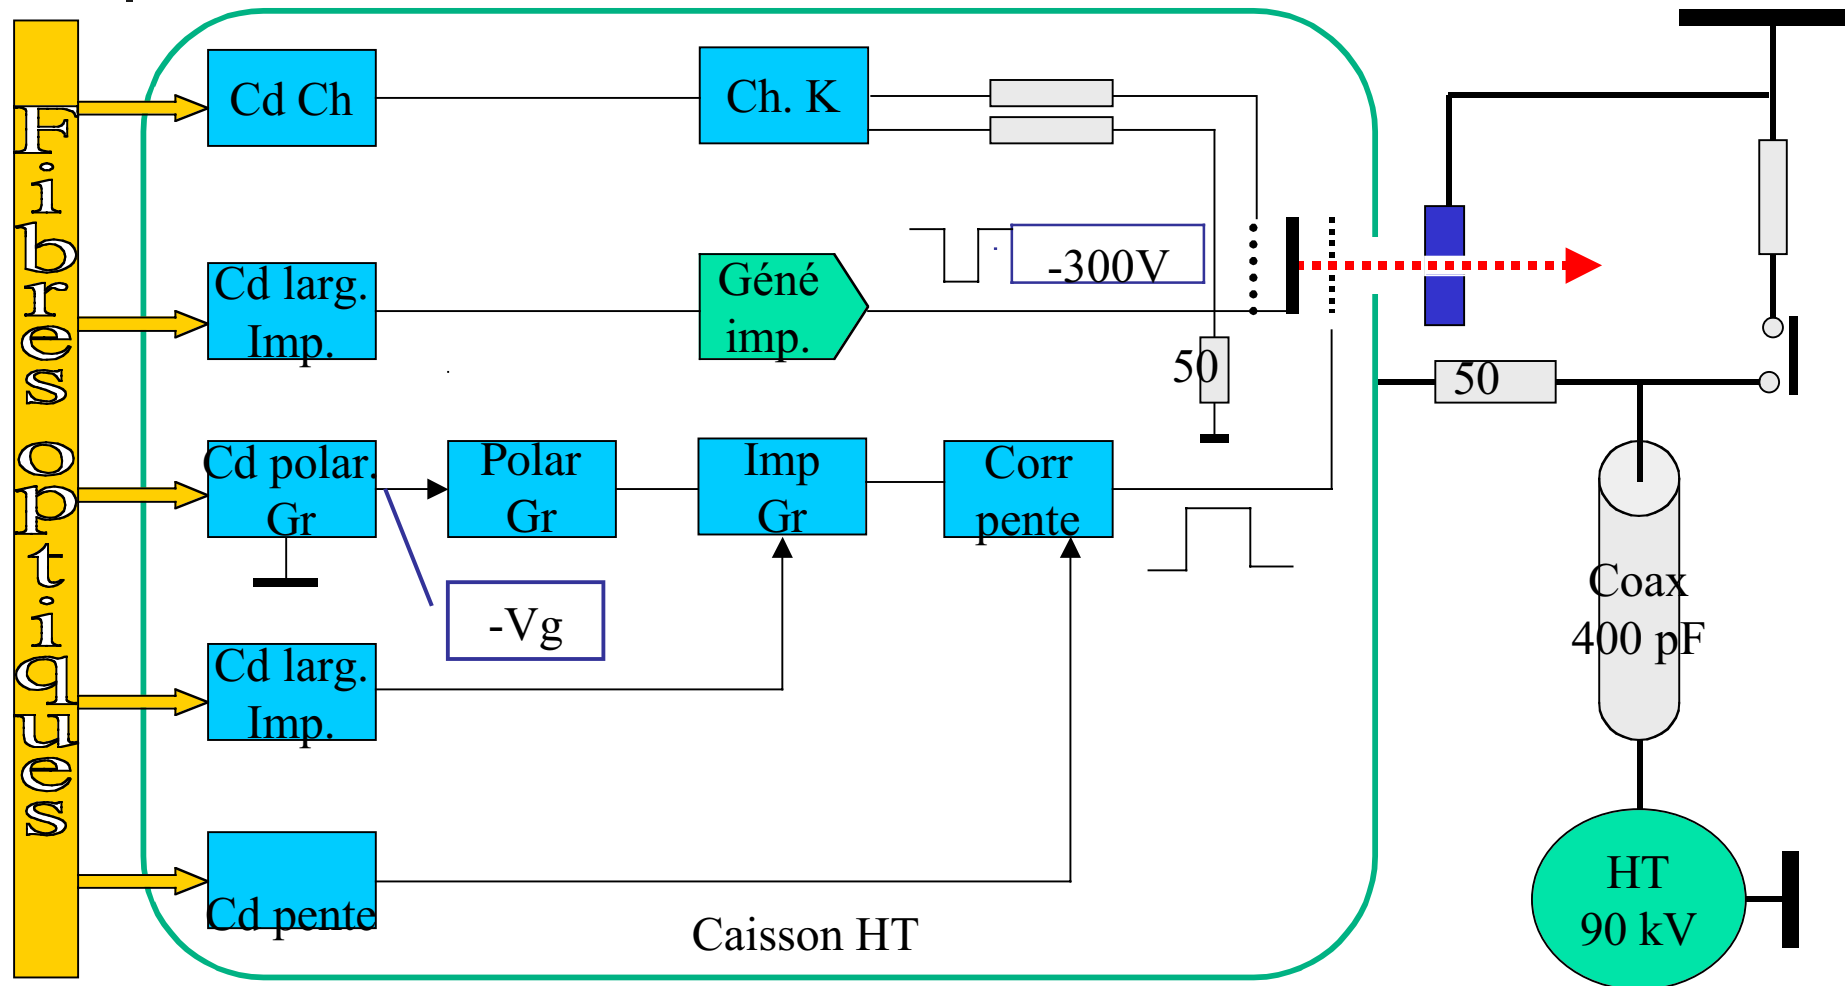 Fibres optiques
Cd Ch
Ch. K
Cd larg.
Imp.
Géné
imp.
-300V
50
50
Cd polar.
Gr
Polar
Gr
Imp
Gr
Corr
pente
-Vg
Coax
400 pF
Cd larg.
Imp.
HT
90 kV
Cd pente
Caisson HT